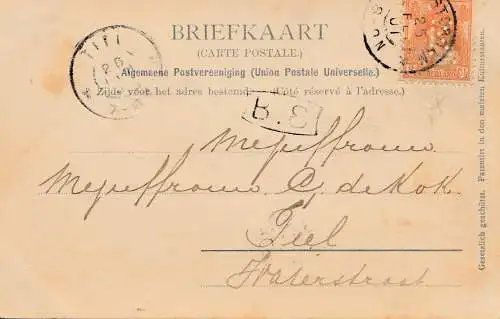 BRIEFKAART
(CARTE POSTALE.)
Algemeene Postvereeniging (Union Postale Universelle.)
Zijde voor het adres bestemd. (Côté réservé à l'adresse.)
B. E
Mejuffrouw
Mejuffrouw C, de Kok.
Tiel
Waterstraat
Gesetzlich geschützt. Patentirt in den meisten Kulturstaaten.